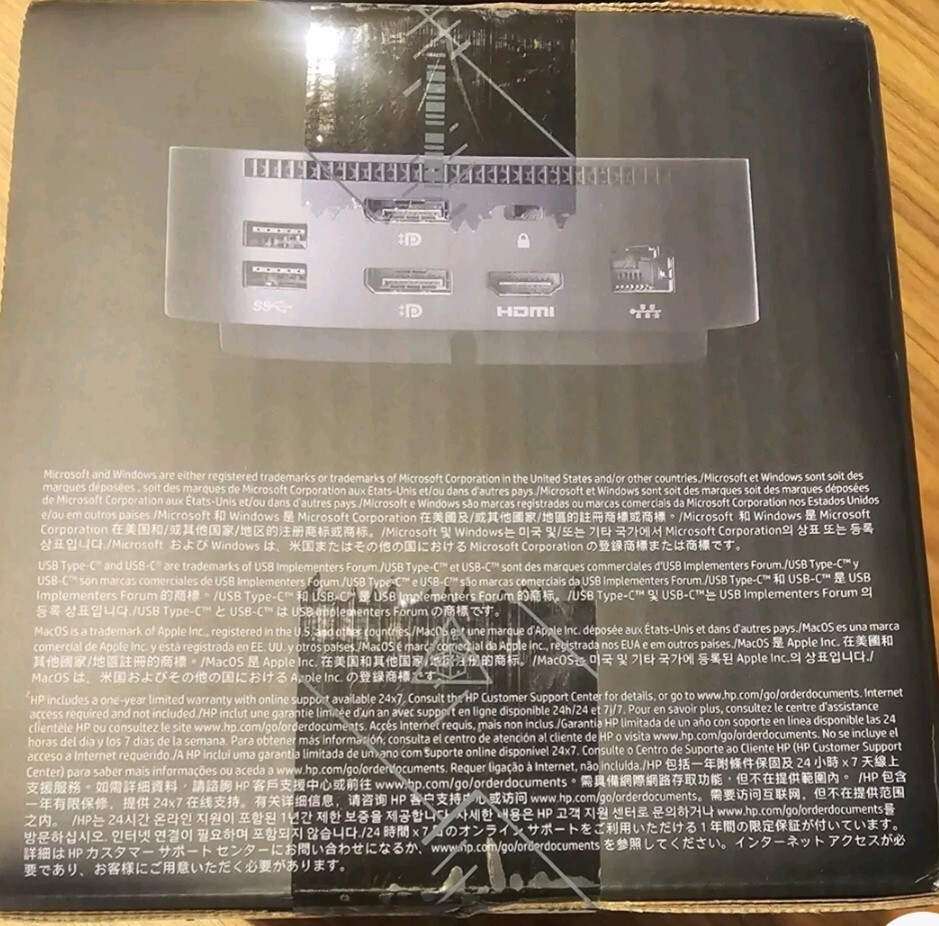 SS
D
D
HDMI
Microsoft and Windows are either registered trademarks or trademarks of Microsoft Corporation in the United States and/or other countries./Microsoft et Windows sont soit des
marques déposées , soit des marques de Microsoft Corporation aux États-Unis et/ou dans d'autres pays./Microsoft et Windows sont soit des marques soit des marques déposées
de Microsoft Corporation aux États-Unis et/ou dans d'autres pays./Microsoft e Windows são marcas registradas ou marcas comerciais da Microsoft Corporation nos Estados Unidos
e/ou em outros países./Microsoft 和 Windows 是 Microsoft Corporation 在美國及/或其他國家/地區的註冊商標或商標。/Microsoft 和 Windows 是 Microsoft
Corporation 在美国和/或其他国家/地区的注册商标或商标。/Microsoft 및 Windows는 미국 및/또는 기타 국가에서 Microsoft Corporation의 상표 또는 등록
상표입니다./Microsoft および Windows は、米国またはその他の国における Microsoft Corporation の登録商標または商標です。
USB Type-C® and USB-C® are trademarks of USB Implementers Forum./USB Type-C™ et USB-C™ sont des marques commerciales d'USB Implementers Forum./USB Type-C™ y
USB-C™ son marcas comerciales de USB Implementers Forum./USB Type-C™ e USB-C™ são marcas comerciais da USB Implementers Forum./USB Type-C™ 和 USB-C™ 是 USB
Implementers Forum 的商標。/USB Type-C™ 和 USB-C™ 是 USB Implementers Forum 的商标。/USB Type-C™ 및 USB-C™는 USB Implementers Forum 의
등록 상표입니다./USB Type-C™ と USB-C™ は USB Implementers Forum の商標です。
MacOS is a trademark of Apple Inc., registered in the U.S. and other countries./MacOS est une marque d'Apple Inc. déposée aux États-Unis et dans d'autres pays./MacOS es una marca
comercial de Apple Inc. y está registrada en EE. UU. y otros países./MacOS é marca comercial da Apple Inc., registrada nos EUA e em outros países./MacOS 是 Apple Inc. 在美國和
其他國家/地區註冊的商標。/MacOS 是 Apple Inc. 在美国和其他国家/地区注册的商标。/MacOS는 미국 및 기타 국가에 등록된 Apple Inc.의 상표입니다./
MacOS は、米国およびその他の国における Apple Inc. の登録商標です。
HP includes a one-year limited warranty with online support available 24x7. Consult the HP Customer Support Center for details, or go to www.hp.com/go/orderdocuments. Internet
access required and not included./HP inclut une garantie limitée d'un an avec support en ligne disponible 24h/24 et 7j/7. Pour en savoir plus, consultez le centre d'assistance
clientèle HP ou consultez le site www.hp.com/go/orderdocuments. Accès internet requis, mais non inclus./Garantía HP limitada de un año con soporte en línea disponible las 24
horas del día y los 7 días de la semana. Para obtener más información, consulta el centro de atención al cliente de HP o visita www.hp.com/go/orderdocuments. No se incluye el
acceso a Internet requerido./A HP inclui uma garantia limitada de um ano com suporte online disponível 24x7. Consulte o Centro de Suporte ao Cliente HP (HP Customer Support
Center) para saber mais informações ou aceda a www.hp.com/go/orderdocuments. Requer ligação à Internet, não incluída./HP 包括一年附條件保固及 24 小時 x 7 天線上
支援服務。如需詳細資料，請諮詢 HP 客戶支援中心或前往 www.hp.com/go/orderdocuments。需具備網際網路存取功能，但不在提供範圍內。/HP 包含
一年有限保修，提供 24x7 在线支持。有关详细信息，请咨询 HP 客户支持中心或访问 www.hp.com/go/orderdocuments。需要访问互联网，但不在提供范围
之内。/HP는 24시간 온라인 지원이 포함된 1년간 제한 보증을 제공합니다. 자세한 내용은 HP 고객 지원 센터로 문의하거나 www.hp.com/go/orderdocuments를
방문하십시오. 인터넷 연결이 필요하며 포함되지 않습니다./24 時間 x 7 日のオンライン サポートをご利用いただける 1 年間の限定保証が付いています。
詳細は HP カスタマー サポート センターにお問い合わせになるか、www.hp.com/go/orderdocuments を参照してください。インターネット アクセスが必
要であり、お客様にご用意いただく必要があります。